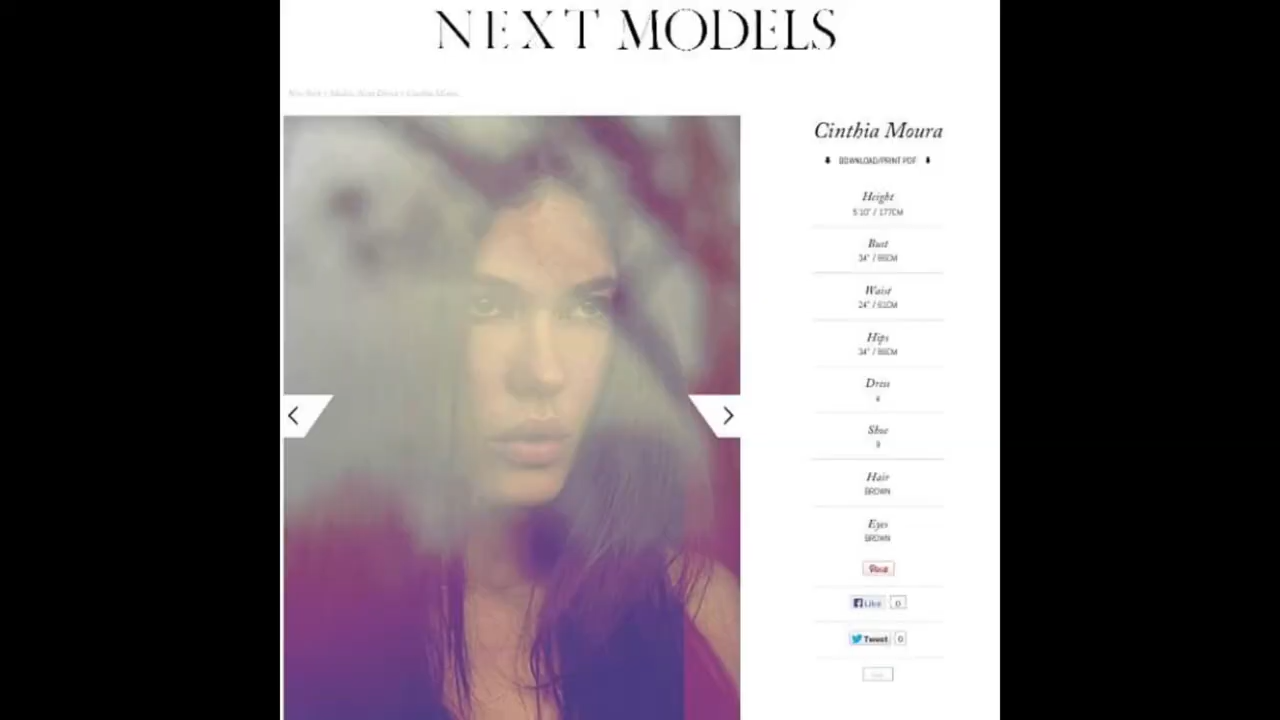 NEXT MODELS
Cinthia Moura
DOWNLOAD/PRINT PDF
Height
5'10" / 177CM
Bust
34" / 86CM
Waist
24" / 61CM
Hips
34" / 86CM
Dress
Shoe
9
Hair
BROWN
Eyes
BROWN
Pin it
Like 0
Tweet 0